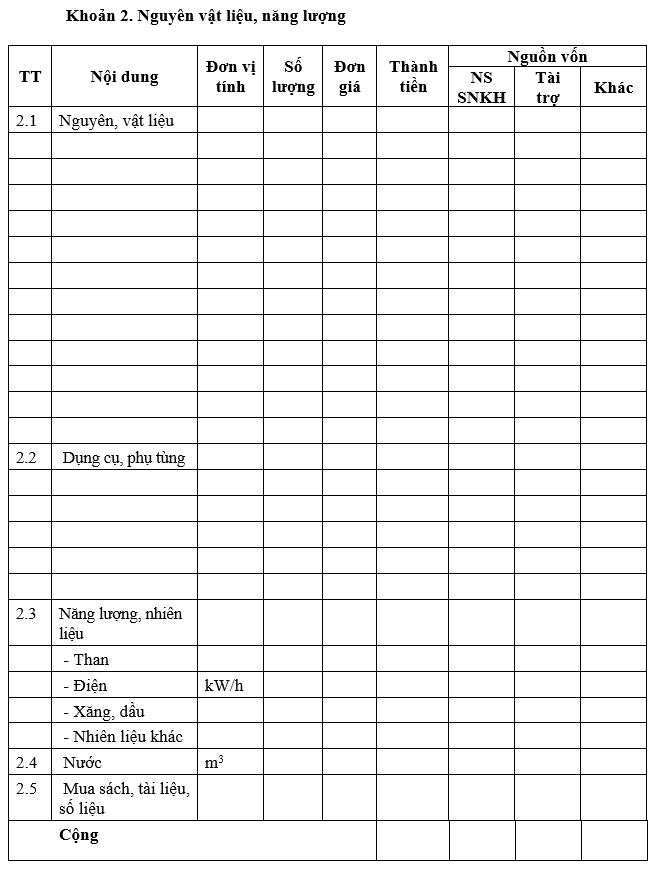 Khoản 2. Nguyên vật liệu, năng lượng
TT Nội dung Đơn vị tính Số lượng Đơn giá Thành tiền Nguồn vốn
NS SNKH Tài trợ Khác
2.1 Nguyên, vật liệu
2.2 Dụng cụ, phụ tùng
2.3 Năng lượng, nhiên
liệu
- Than
- Điện kW/h
- Xăng, dầu
- Nhiên liệu khác
2.4 Nước m³
2.5 Mua sách, tài liệu,
số liệu
Cộng